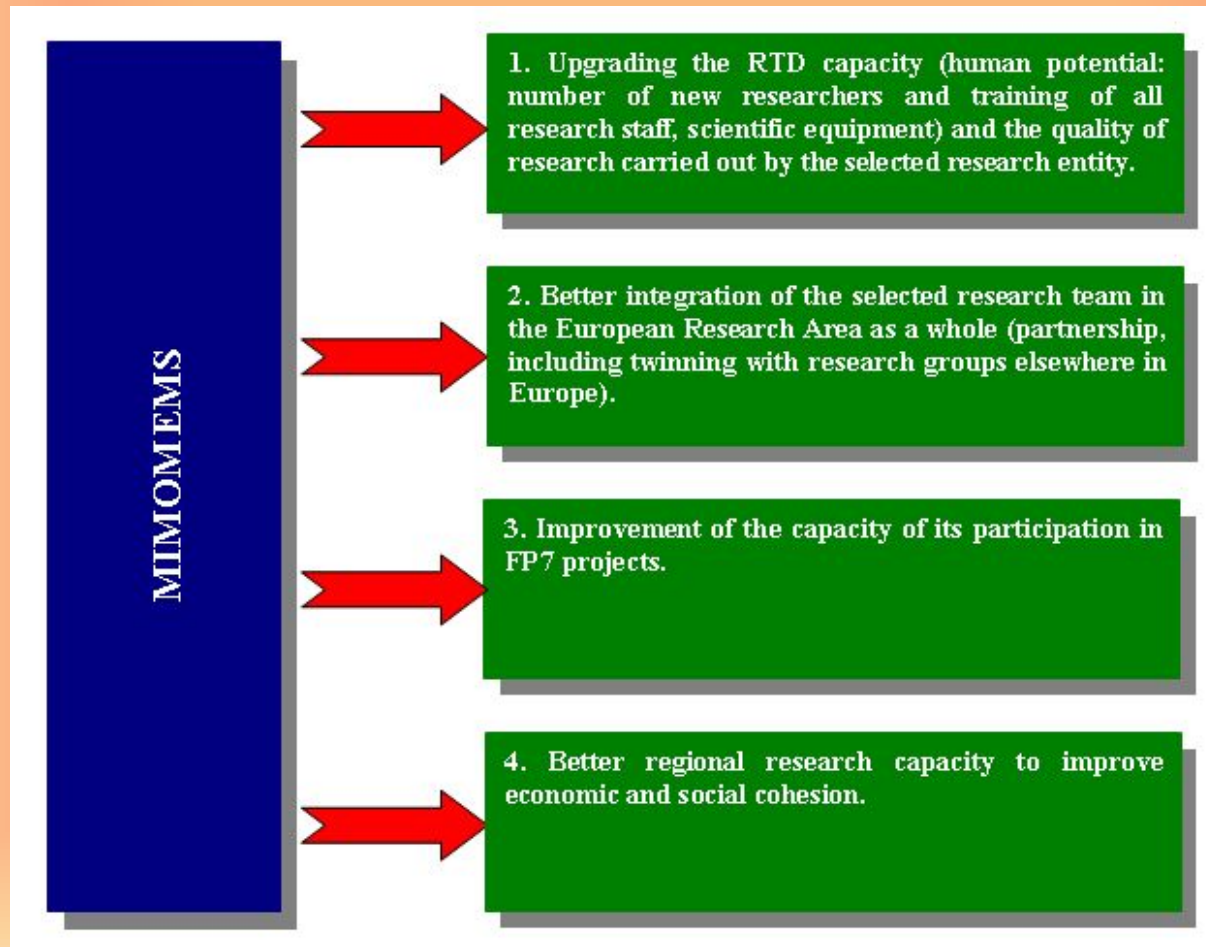 MIMOMEMS
1. Upgrading the RTD capacity (human potential:
number of new researchers and training of all
research staff, scientific equipment) and the quality of
research carried out by the selected research entity.
2. Better integration of the selected research team in
the European Research Area as a whole (partnership,
including twinning with research groups elsewhere in
Europe).
3. Improvement of the capacity of its participation in
FP7 projects.
4. Better regional research capacity to improve
economic and social cohesion.